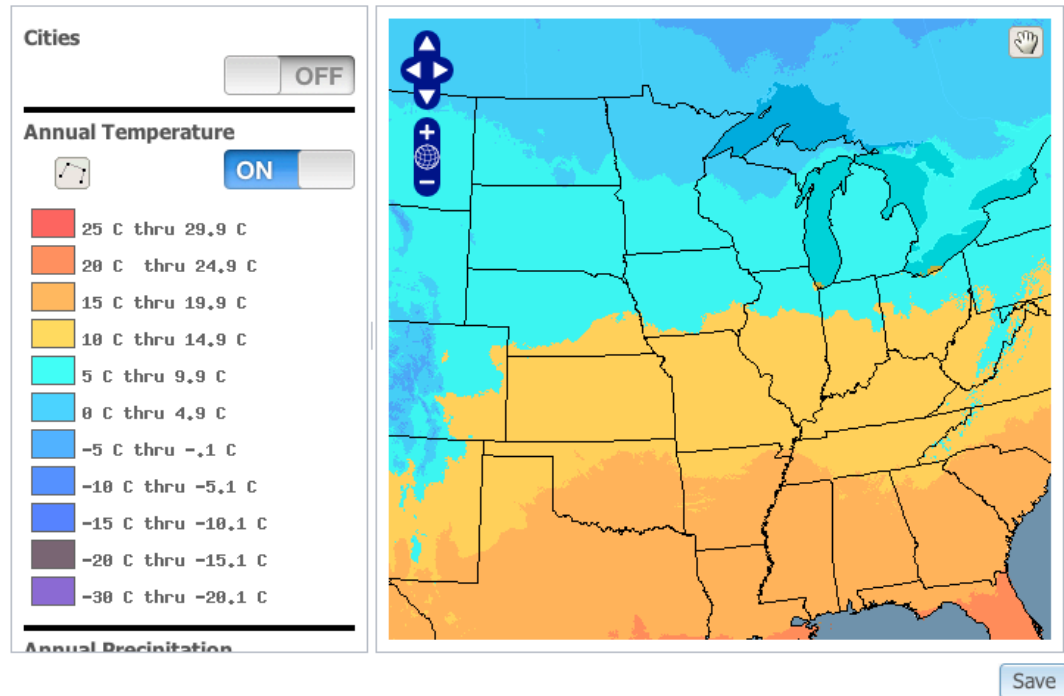 Cities
OFF
Annual Temperature
ON
25 C thru 29.9 C
20 C  thru 24.9 C
15 C thru 19.9 C
10 C thru 14.9 C
5 C thru 9.9 C
0 C thru 4.9 C
-5 C thru -.1 C
-10 C thru -5.1 C
-15 C thru -10.1 C
-20 C thru -15.1 C
-30 C thru -20.1 C
Annual Precipitation
Save